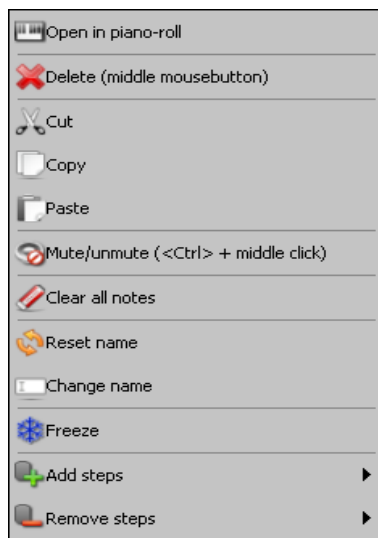 Open in piano-roll
Delete (middle mousebutton)
Cut
Copy
Paste
Mute/unmute (<Ctrl> + middle click)
Clear all notes
Reset name
Change name
Freeze
Add steps
Remove steps